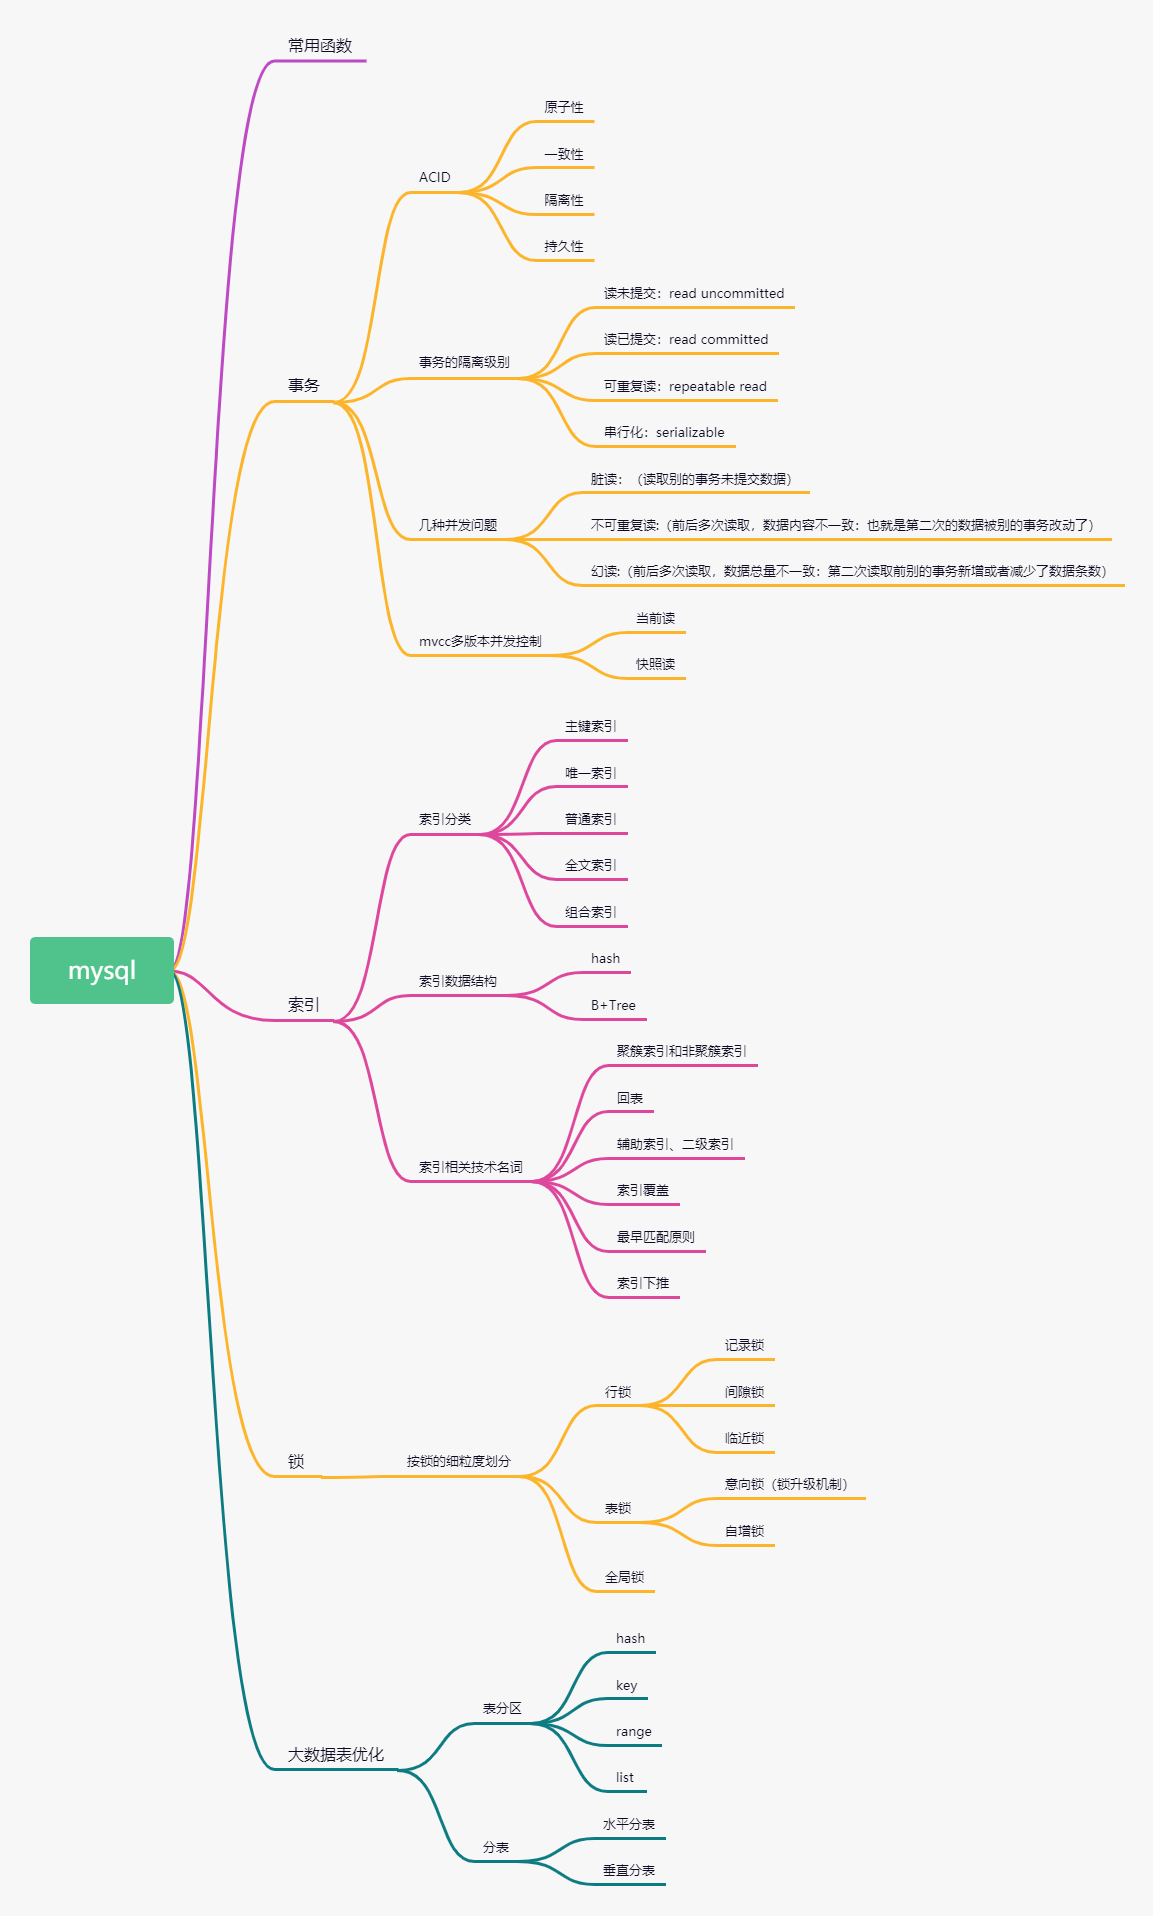 mysql
常用函数
事务
ACID
原子性
一致性
隔离性
持久性
事务的隔离级别
读未提交：read uncommitted
读已提交：read committed
可重复读：repeatable read
串行化：serializable
几种并发问题
脏读：（读取别的事务未提交数据）
不可重复读:（前后多次读取，数据内容不一致：也就是第二次的数据被别的事务改动了）
幻读:（前后多次读取，数据总量不一致：第二次读取前别的事务新增或者减少了数据条数）
mvcc多版本并发控制
当前读
快照读
索引
索引分类
主键索引
唯一索引
普通索引
全文索引
组合索引
索引数据结构
hash
B+Tree
索引相关技术名词
聚簇索引和非聚簇索引
回表
辅助索引、二级索引
索引覆盖
最早匹配原则
索引下推
锁
按锁的细粒度划分
行锁
记录锁
间隙锁
临近锁
表锁
意向锁（锁升级机制）
自增锁
全局锁
大数据表优化
表分区
hash
key
range
list
分表
水平分表
垂直分表